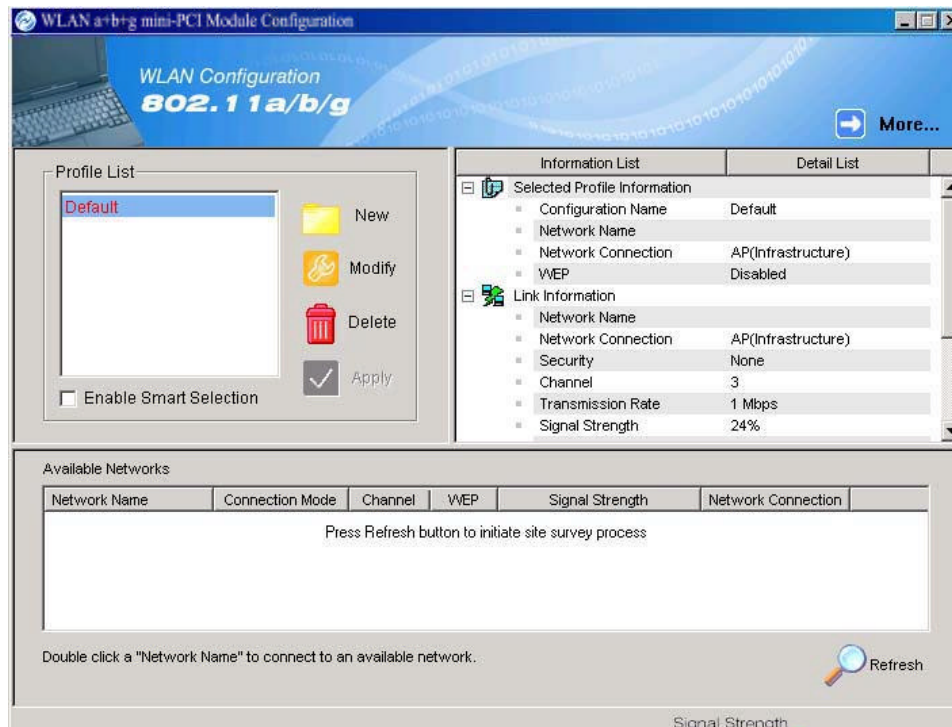 WLAN a+b+g mini-PCI Module Configuration
WLAN Configuration
802.11a/b/g
More...
Profile List
Default
New
Modify
Delete
Apply
Enable Smart Selection
Information List Detail List
Selected Profile Information
Configuration Name Default
Network Name
Network Connection AP(Infrastructure)
WEP Disabled
Link Information
Network Name
Network Connection AP(Infrastructure)
Security None
Channel 3
Transmission Rate 1 Mbps
Signal Strength 24%
Available Networks
Network Name Connection Mode Channel WEP Signal Strength Network Connection
Press Refresh button to initiate site survey process
Double click a "Network Name" to connect to an available network.
Refresh
Signal Strength